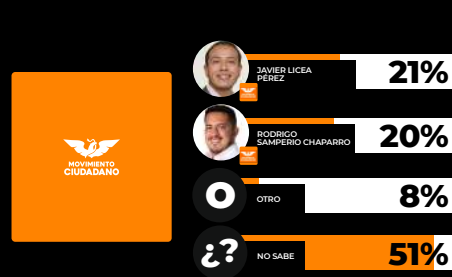 MOVIMIENTO
CIUDADANO
JAVIER LICEA
PÉREZ
21%
RODRIGO
SAMPERIO CHAPARRO
20%
O
OTRO
8%
¿?
NO SABE
51%